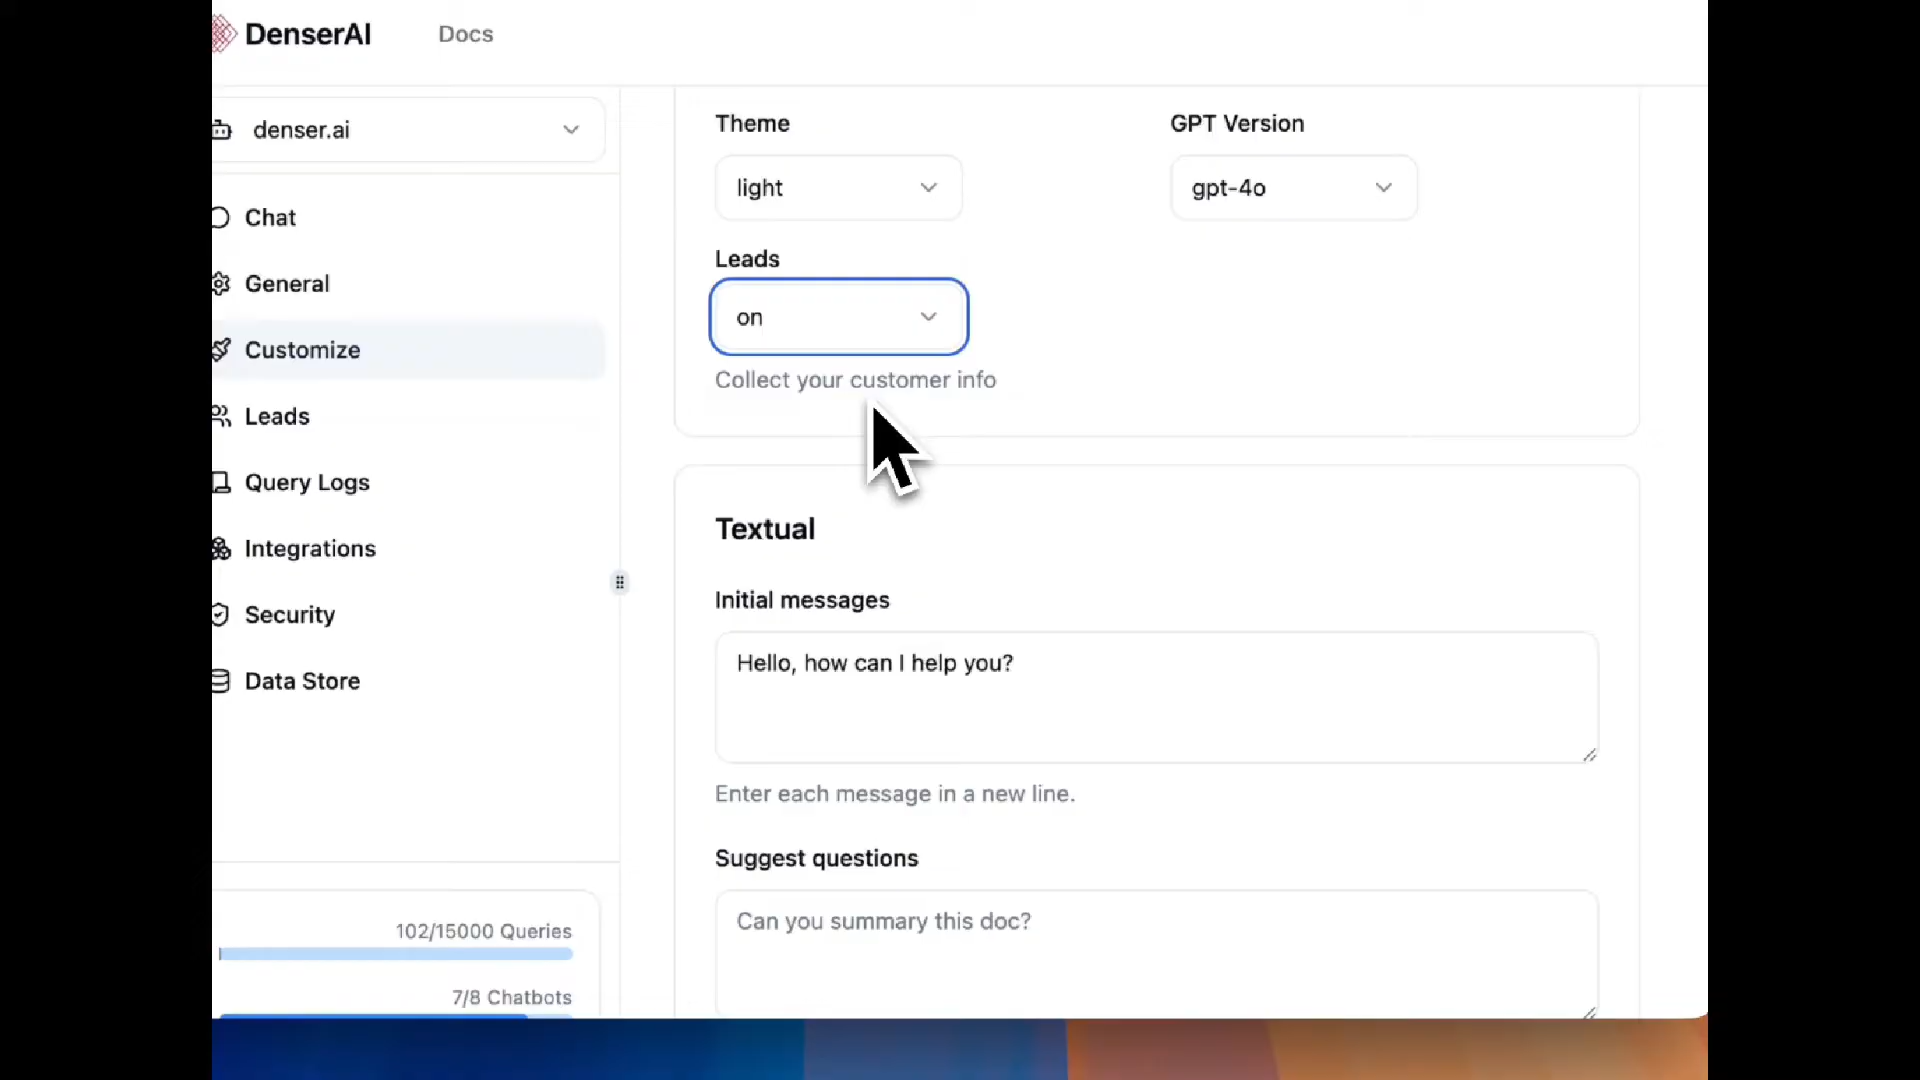 DenserAI
Docs
denser.ai
Chat
General
Customize
Leads
Query Logs
Integrations
Security
Data Store
102/15000 Queries
7/8 Chatbots
Theme
GPT Version
light
gpt-4o
Leads
on
Collect your customer info
Textual
Initial messages
Hello, how can I help you?
Enter each message in a new line.
Suggest questions
Can you summary this doc?